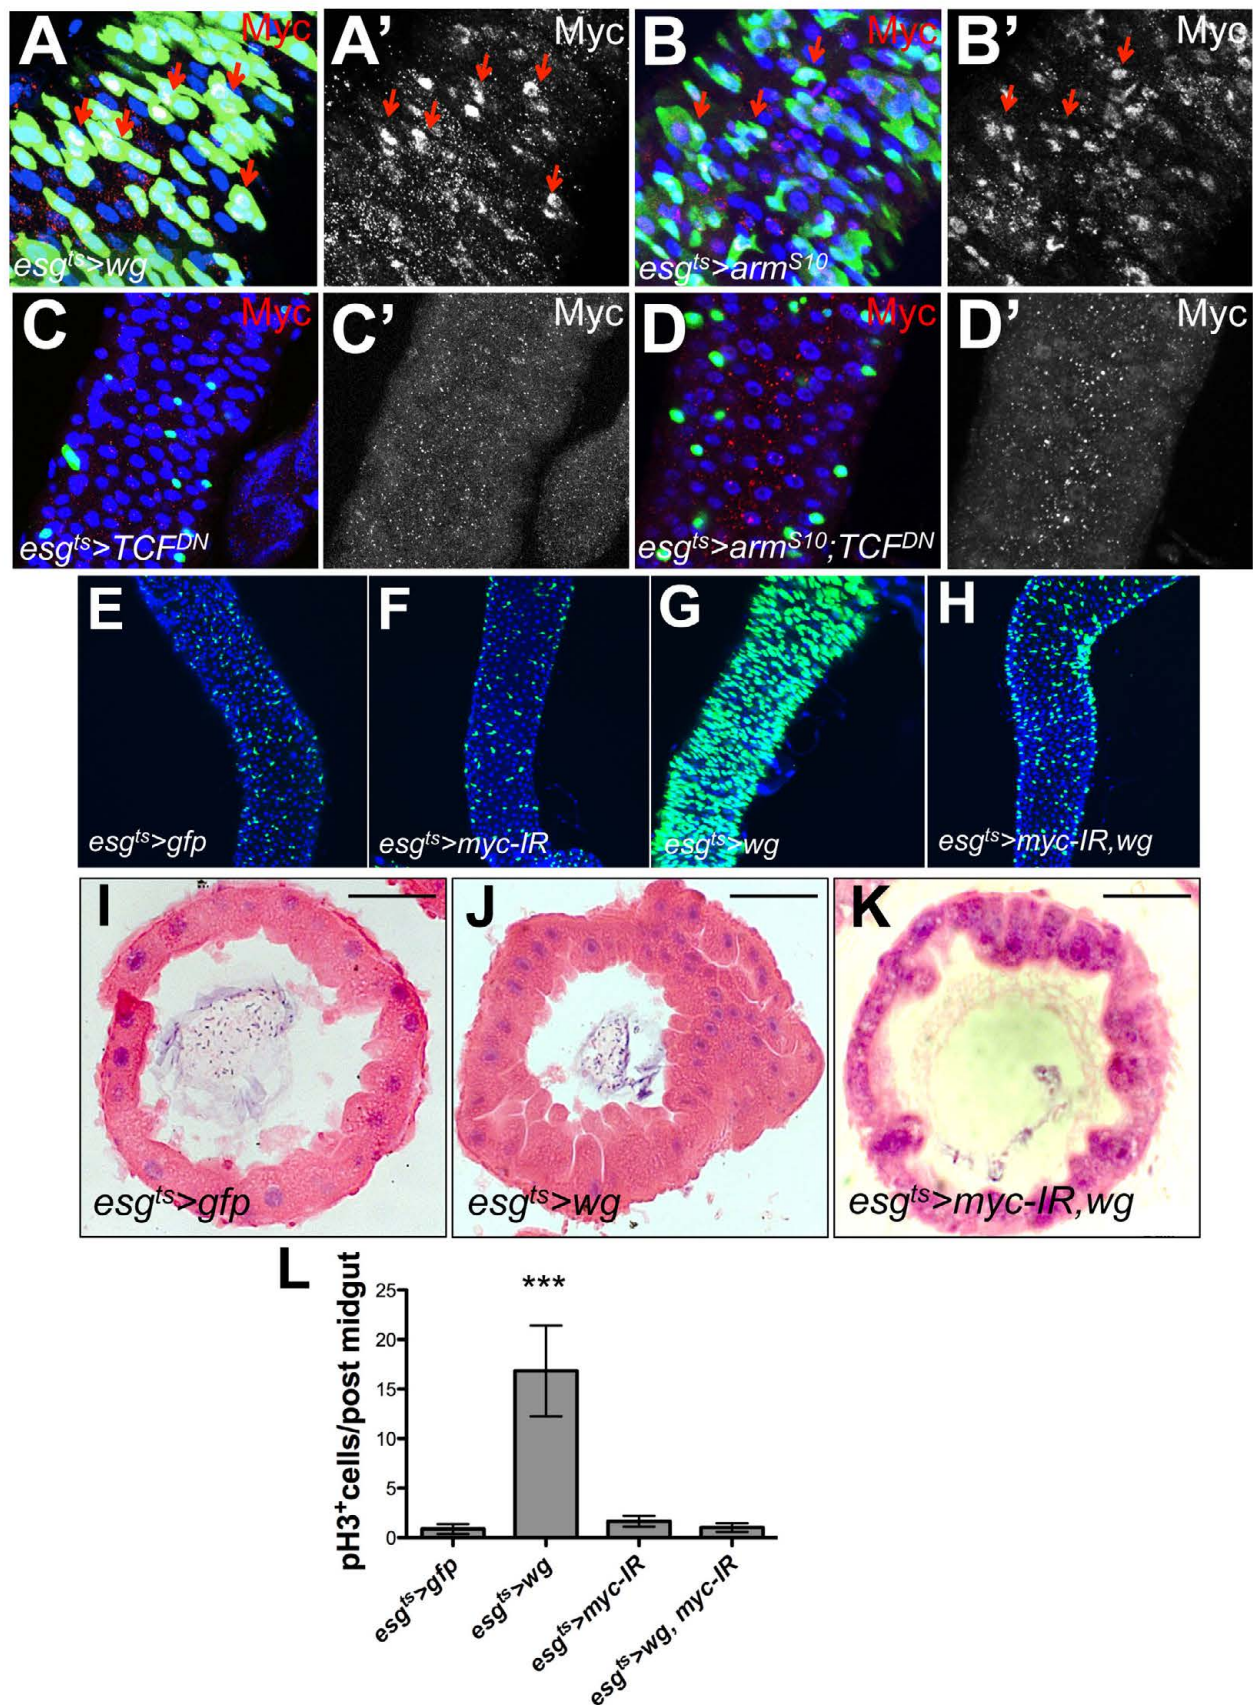 A Myc
A’ Myc
B Myc
B’ Myc
esgᵗˢ>wg
esgᵗˢ>armˢ¹⁰
C Myc
C’ Myc
D Myc
D’ Myc
esgᵗˢ>TCFᴰᴺ
esgᵗˢ>armˢ¹⁰;TCFᴰᴺ
E
F
G
H
esgᵗˢ>gfp
esgᵗˢ>myc-IR
esgᵗˢ>wg
esgᵗˢ>myc-IR,wg
I
J
K
esgᵗˢ>gfp
esgᵗˢ>wg
esgᵗˢ>myc-IR,wg
L
***
pH3⁺cells/post midgut
25
20
15
10
5
0
esgᵗˢ>gfp
esgᵗˢ>wg
esgᵗˢ>myc-IR
esgᵗˢ>wg, myc-IR